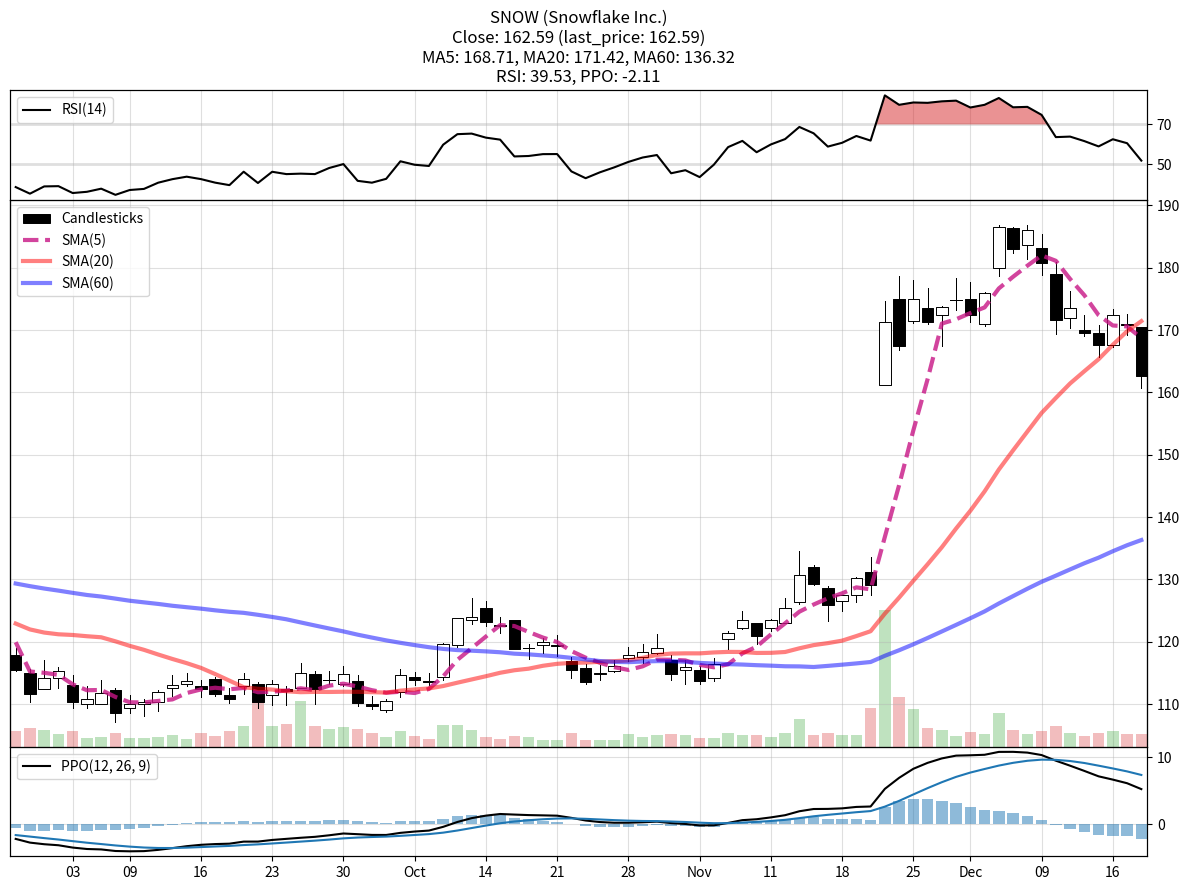 SNOW (Snowflake Inc.)
Close: 162.59 (last_price: 162.59)
MA5: 168.71, MA20: 171.42, MA60: 136.32
RSI: 39.53, PPO: -2.11
RSI(14)
70
50
Candlesticks
SMA(5)
SMA(20)
SMA(60)
190
180
170
160
150
140
130
120
110
PPO(12, 26, 9)
10
0
03 09 16 23 30 Oct 14 21 28 Nov 11 18 25 Dec 09 16